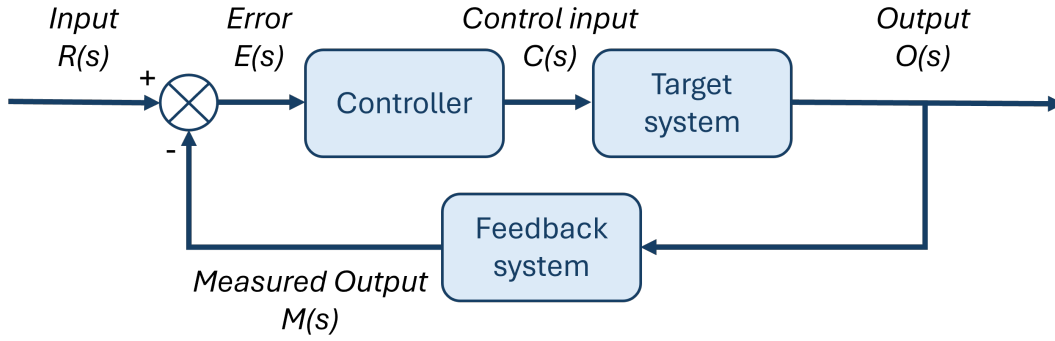 Input
R(s)
Error
E(s)
Control input
C(s)
Output
O(s)
+
-
Controller
Target
system
Feedback
system
Measured Output
M(s)